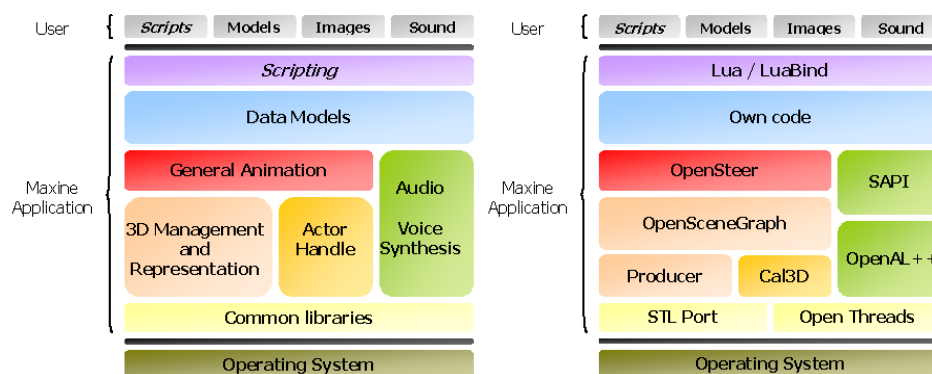 User
Scripts
Models
Images
Sound
Maxine
Application
Scripting
Data Models
General Animation
Audio
Voice
Synthesis
3D Management
and
Representation
Actor
Handle
Common libraries
Operating System
User
Scripts
Models
Images
Sound
Maxine
Application
Lua / LuaBind
Own code
OpenSteer
SAPI
OpenSceneGraph
OpenAL++
Producer
Cal3D
STL Port
Open Threads
Operating System